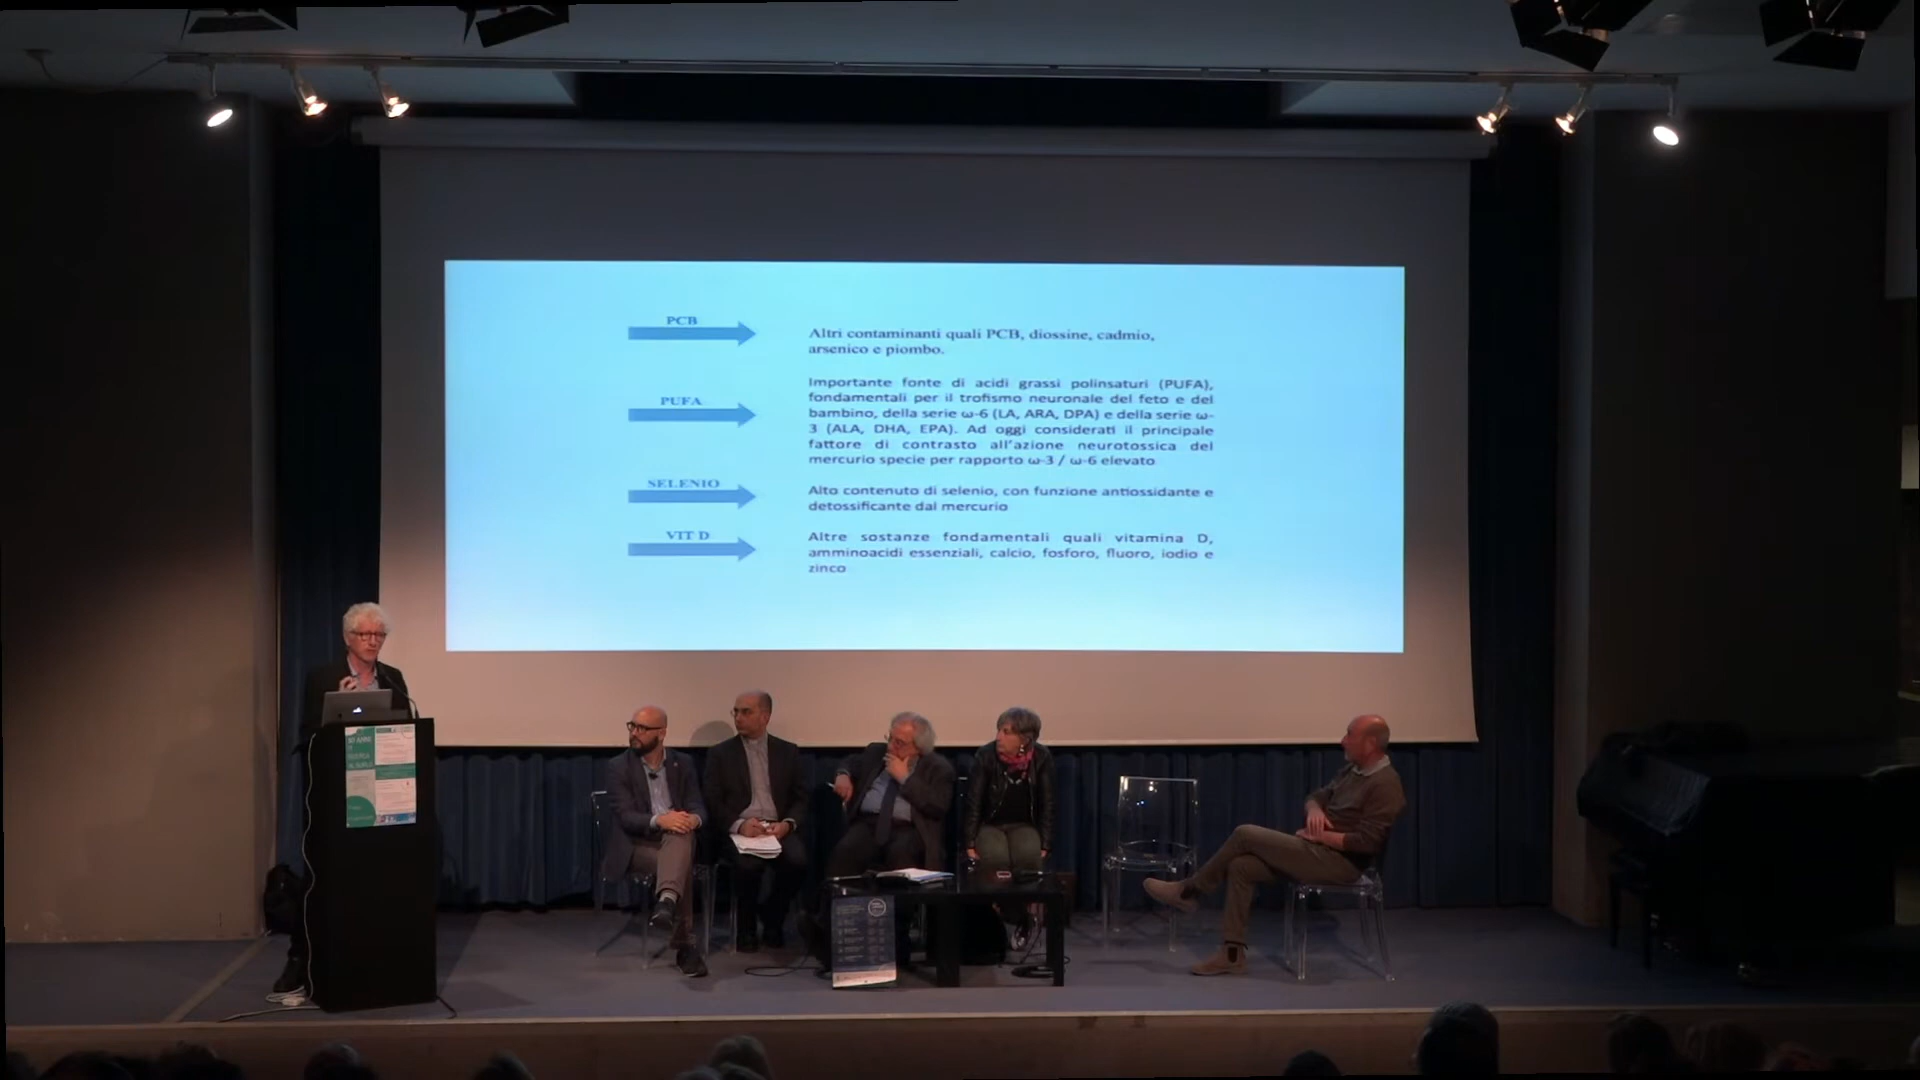 PCB
Altri contaminanti quali PCB, diossine, cadmio,
arsenico e piombo.
PUFA
Importante fonte di acidi grassi polinsaturi (PUFA),
fondamentali per il trofismo neuronale del feto e del
bambino, della serie ω-6 (LA, ARA, DPA) e della serie ω-
3 (ALA, DHA, EPA). Ad oggi considerati il principale
fattore di contrasto all'azione neurotossica del
mercurio specie per rapporto ω-3 / ω-6 elevato
SELENIO
Alto contenuto di selenio, con funzione antiossidante e
detossificante dal mercurio
VIT D
Altre sostanze fondamentali quali vitamina D,
amminoacidi essenziali, calcio, fosforo, fluoro, iodio e
zinco